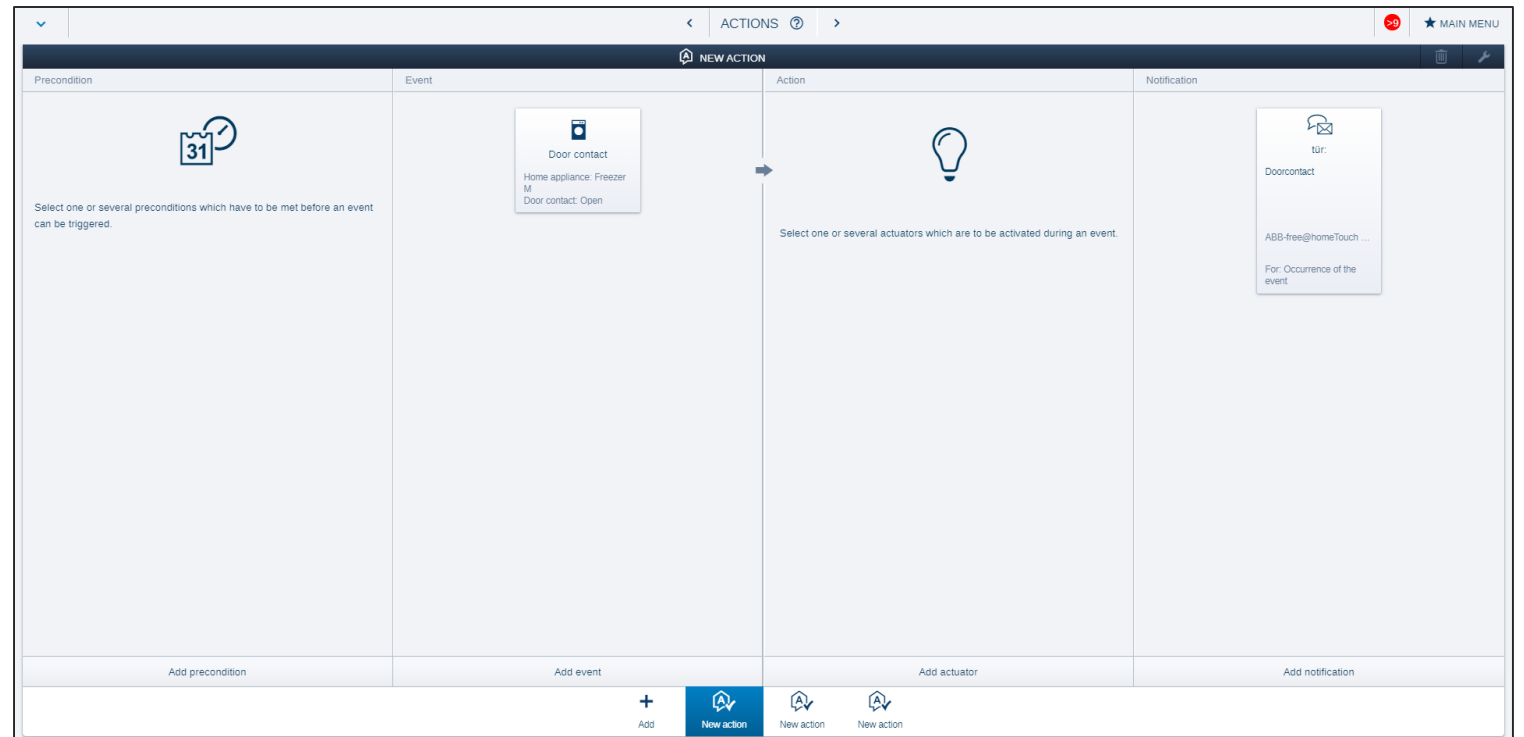 ACTIONS ?
>9
MAIN MENU
A NEW ACTION
Precondition
Event
Action
Notification
31
Select one or several preconditions which have to be met before an event
can be triggered.
Door contact
Home appliance: Freezer
M
Door contact: Open
Select one or several actuators which are to be activated during an event.
tür:
Doorcontact
ABB-free@homeTouch ...
For: Occurrence of the
event
Add precondition
Add event
Add actuator
Add notification
+
Add
A
New action
A
New action
A
New action